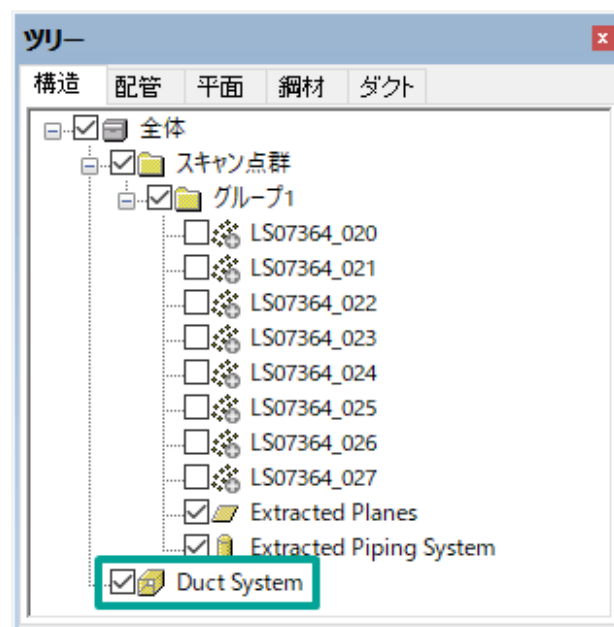 ツリー
構造 配管 平面 鋼材 ダクト
全体
スキャン点群
グループ1
LS07364_020
LS07364_021
LS07364_022
LS07364_023
LS07364_024
LS07364_025
LS07364_026
LS07364_027
Extracted Planes
Extracted Piping System
Duct System